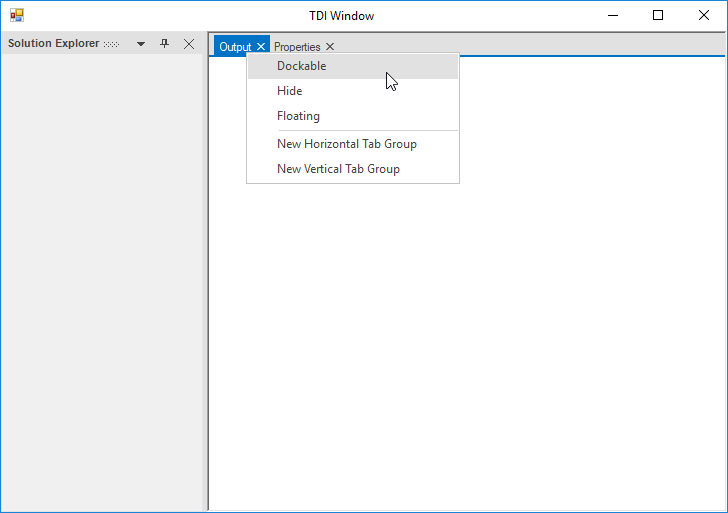 TDI Window
Solution Explorer
Output Properties
Dockable
Hide
Floating
New Horizontal Tab Group
New Vertical Tab Group